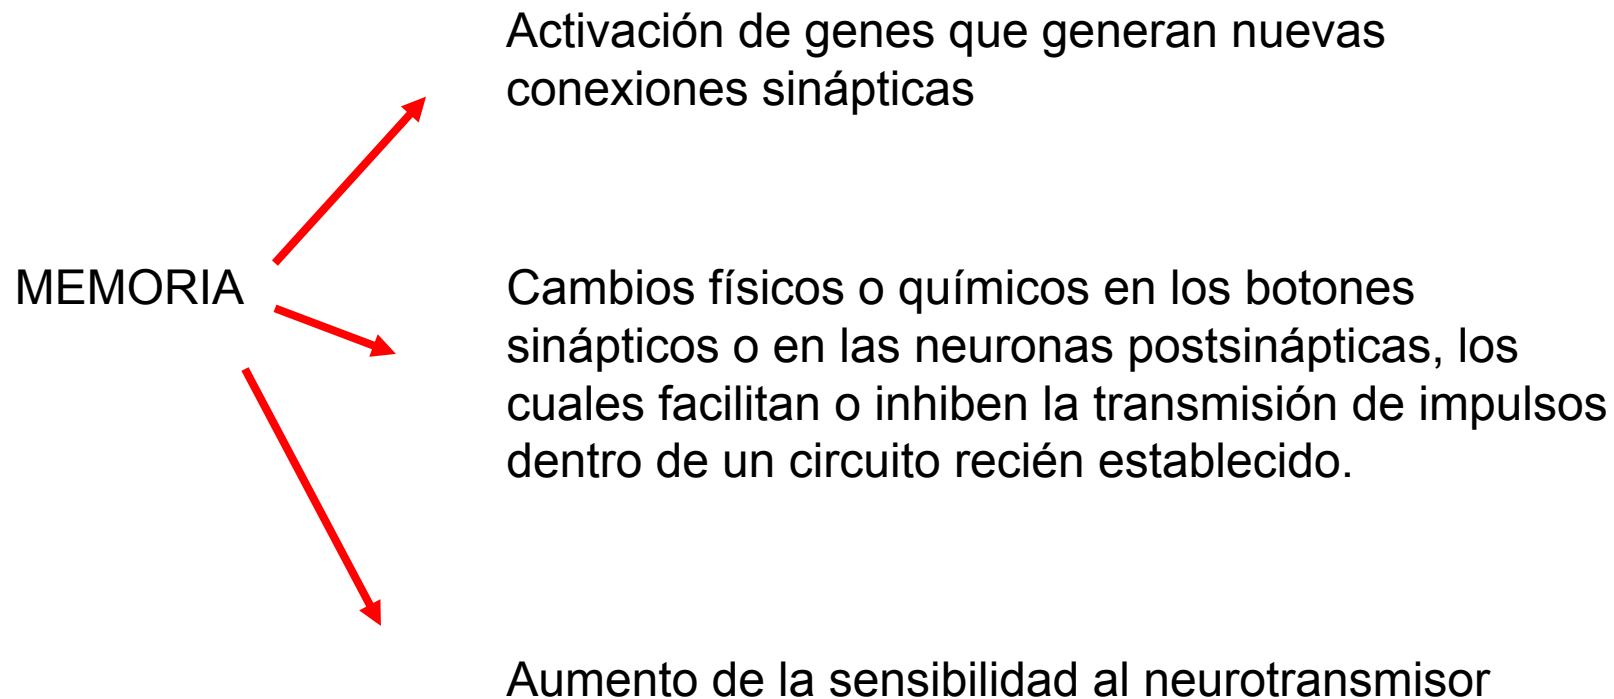 Activación de genes que generan nuevas
conexiones sinápticas
MEMORIA
Cambios físicos o químicos en los botones
sinápticos o en las neuronas postsinápticas, los
cuales facilitan o inhiben la transmisión de impulsos
dentro de un circuito recién establecido.
Aumento de la sensibilidad al neurotransmisor